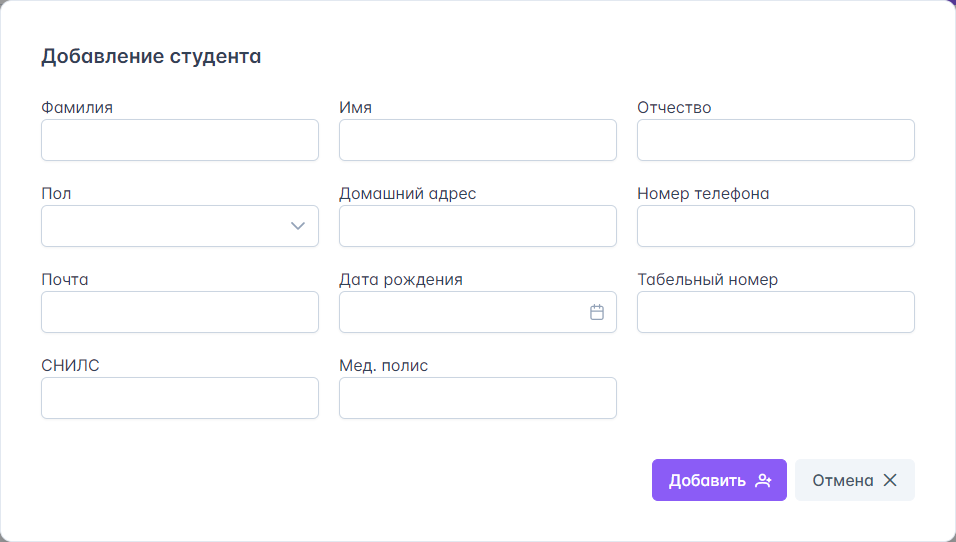 Добавление студента
Фамилия Имя Отчество
Пол Домашний адрес Номер телефона
Почта Дата рождения Табельный номер
СНИЛС Мед. полис
Добавить Отмена